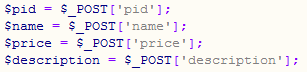 $pid = $_POST['pid'];
$name = $_POST['name'];
$price = $_POST['price'];
$description = $_POST['description'];